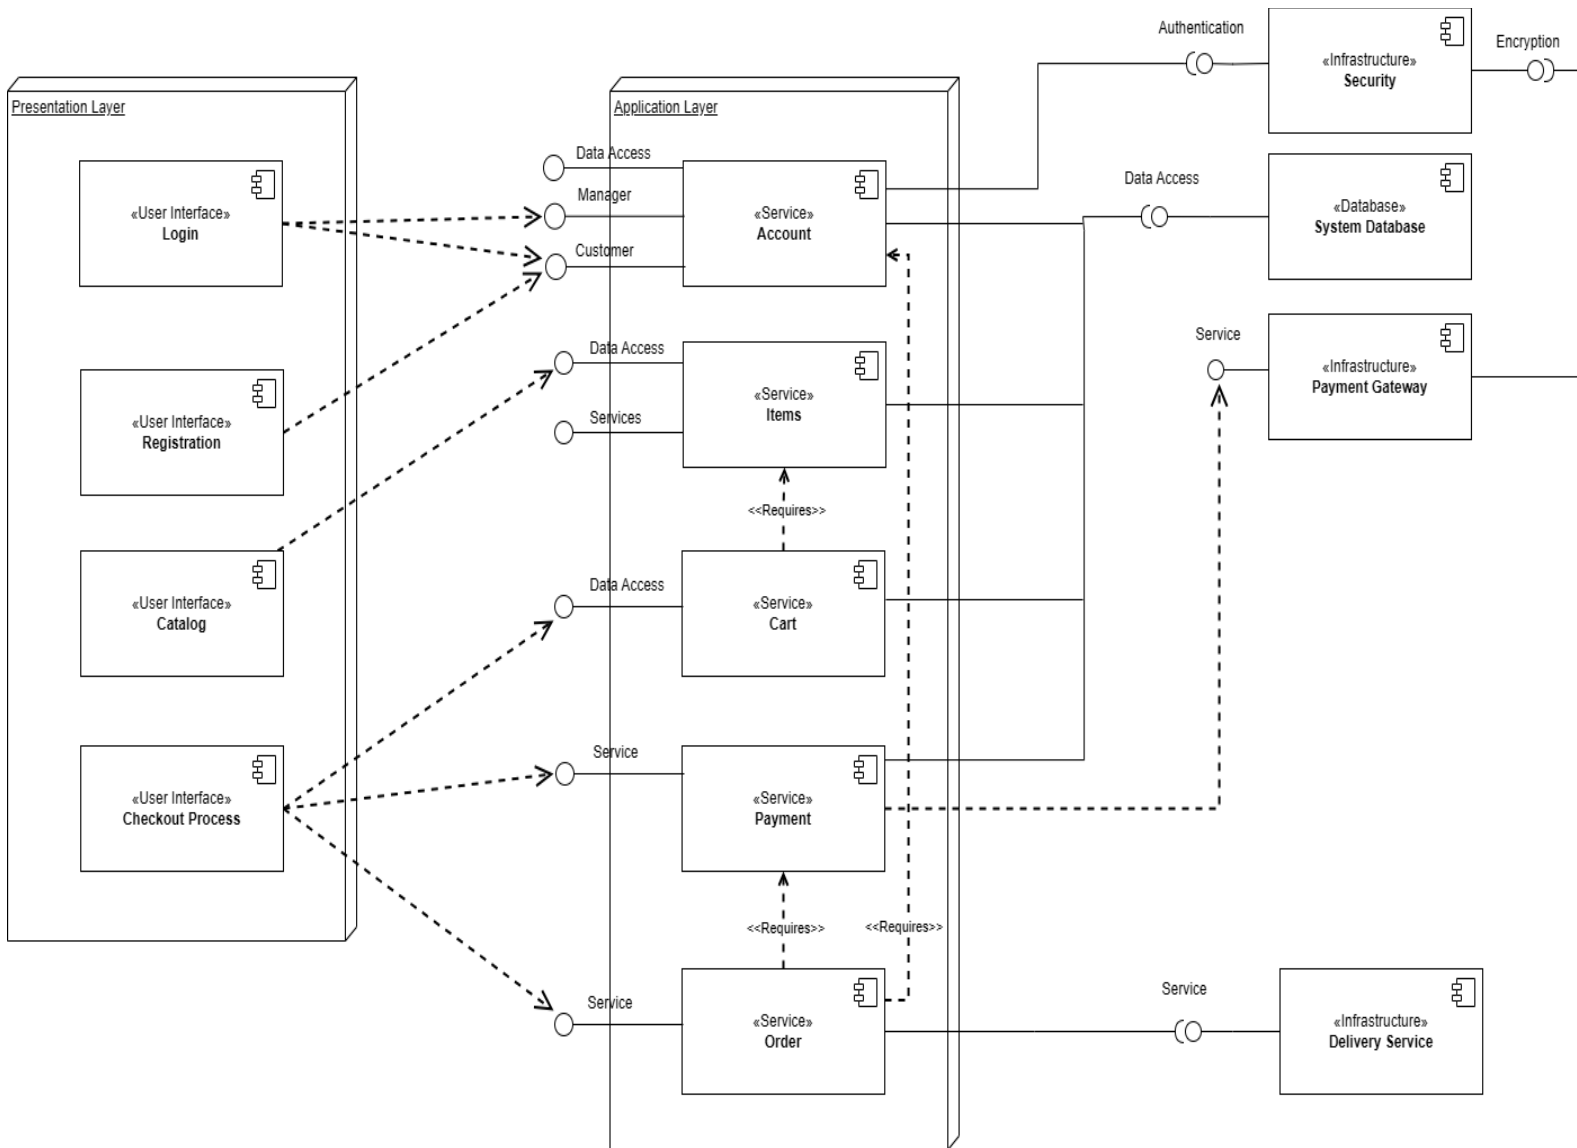 Authentication
Encryption
«Infrastructure»
Security
Presentation Layer
Application Layer
Data Access
Manager
Customer
«User Interface»
Login
«Service»
Account
Data Access
«Database»
System Database
Data Access
Services
«User Interface»
Registration
«Service»
Items
Service
«Infrastructure»
Payment Gateway
<<Requires>>
Data Access
«User Interface»
Catalog
«Service»
Cart
Service
«User Interface»
Checkout Process
«Service»
Payment
<<Requires>>
<<Requires>>
Service
«Service»
Order
Service
«Infrastructure»
Delivery Service